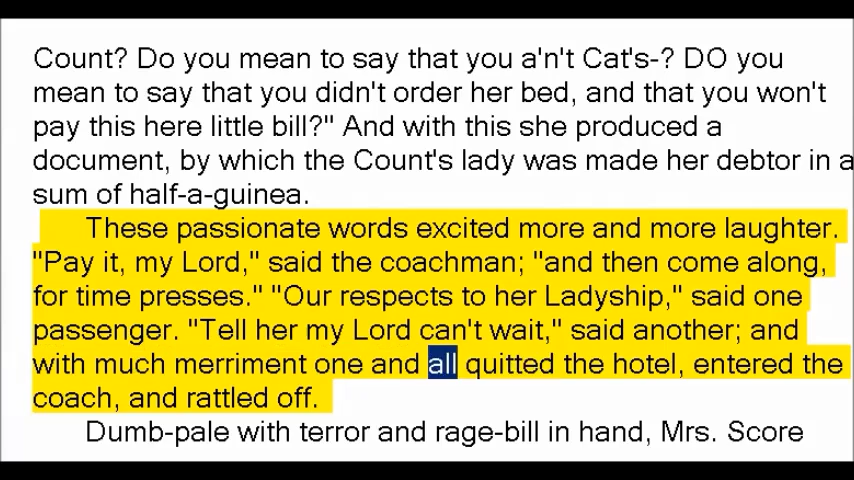 Count? Do you mean to say that you a'n't Cat's-? DO you
mean to say that you didn't order her bed, and that you won't
pay this here little bill?" And with this she produced a
document, by which the Count's lady was made her debtor in a
sum of half-a-guinea.
These passionate words excited more and more laughter.
"Pay it, my Lord," said the coachman; "and then come along,
for time presses." "Our respects to her Ladyship," said one
passenger. "Tell her my Lord can't wait," said another; and
with much merriment one and all quitted the hotel, entered the
coach, and rattled off.
Dumb-pale with terror and rage-bill in hand, Mrs. Score